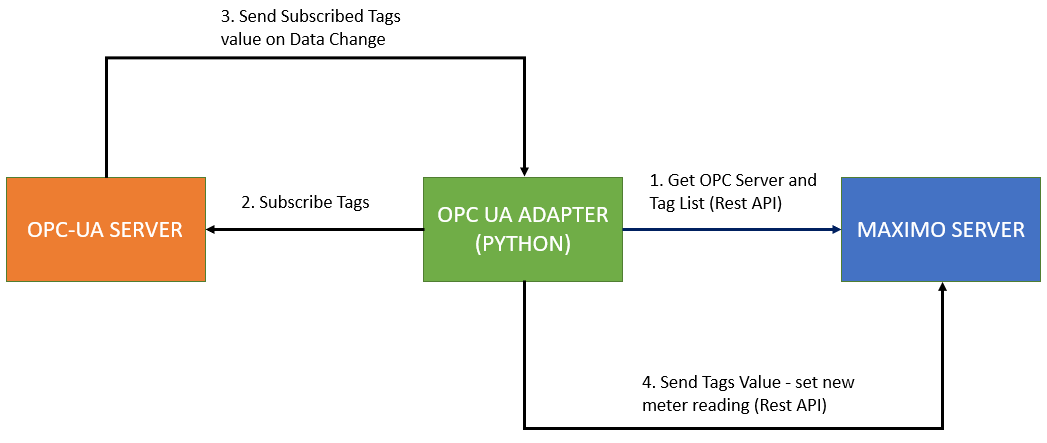 3. Send Subscribed Tags
value on Data Change
OPC-UA SERVER
2. Subscribe Tags
OPC UA ADAPTER
(PYTHON)
1. Get OPC Server and
Tag List (Rest API)
MAXIMO SERVER
4. Send Tags Value - set new
meter reading (Rest API)